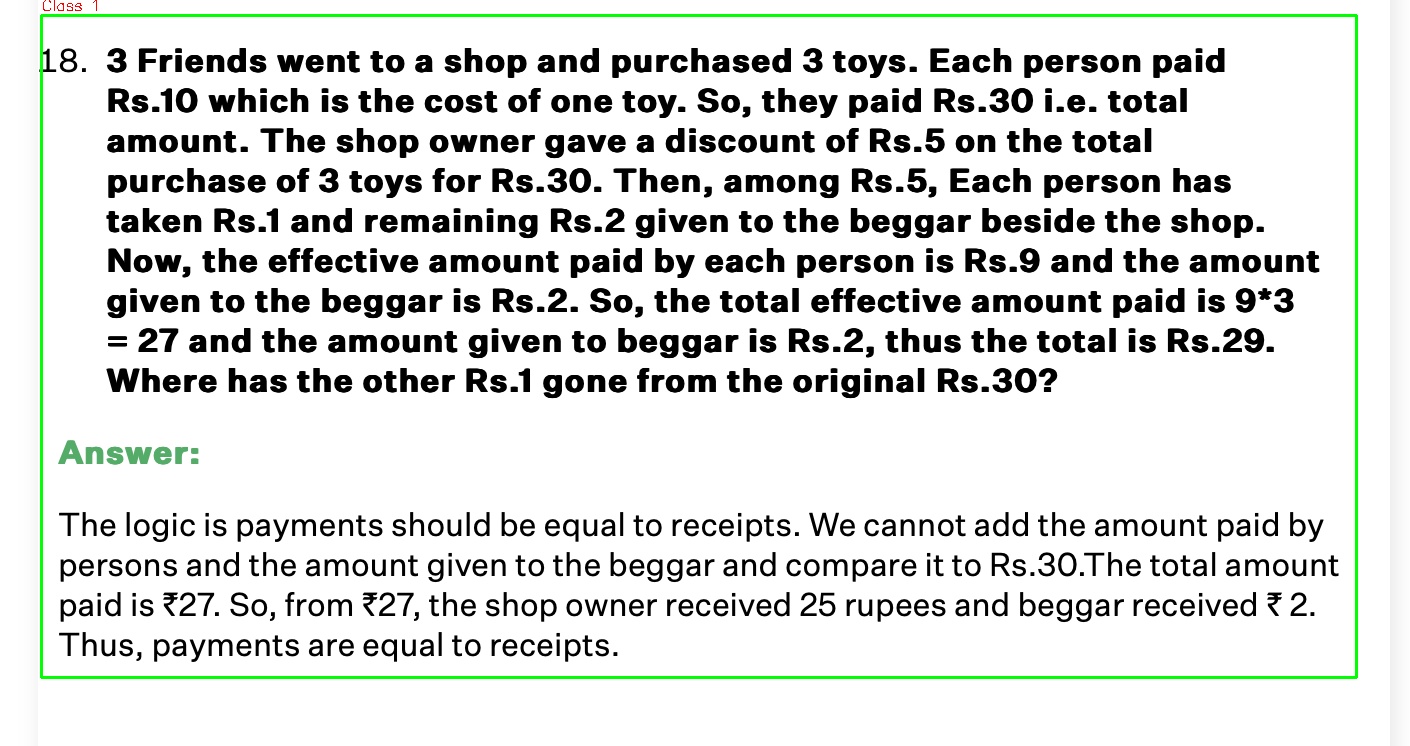 Class 1
18. 3 Friends went to a shop and purchased 3 toys. Each person paid
Rs.10 which is the cost of one toy. So, they paid Rs.30 i.e. total
amount. The shop owner gave a discount of Rs.5 on the total
purchase of 3 toys for Rs.30. Then, among Rs.5, Each person has
taken Rs.1 and remaining Rs.2 given to the beggar beside the shop.
Now, the effective amount paid by each person is Rs.9 and the amount
given to the beggar is Rs.2. So, the total effective amount paid is 9*3
= 27 and the amount given to beggar is Rs.2, thus the total is Rs.29.
Where has the other Rs.1 gone from the original Rs.30?
Answer:
The logic is payments should be equal to receipts. We cannot add the amount paid by
persons and the amount given to the beggar and compare it to Rs.30.The total amount
paid is ₹27. So, from ₹27, the shop owner received 25 rupees and beggar received ₹ 2.
Thus, payments are equal to receipts.